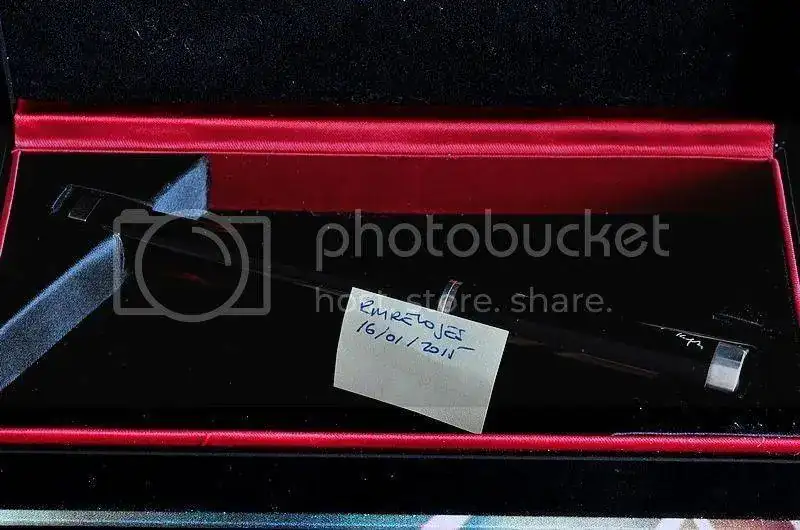 photobucket
host. store. share.
RMRELOJES
16/01/2015